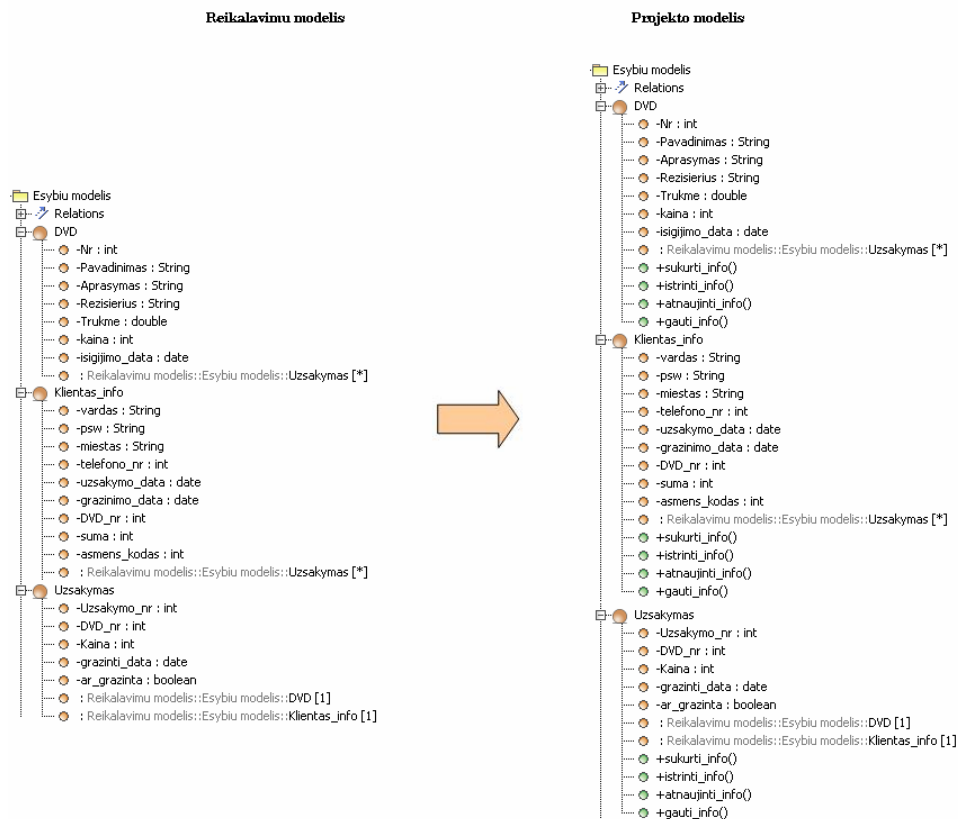 Reikalavimu modelis
Esybiu modelis
Relations
DVD
-Nr : int
-Pavadinimas : String
-Aprasymas : String
-Rezisierius : String
-Trukme : double
-kaina : int
-isigijimo_data : date
: Reikalavimu modelis::Esybiu modelis::Uzsakymas [*]
Klientas_info
-vardas : String
-psw : String
-miestas : String
-telefono_nr : int
-uzsakymo_data : date
-grazinimo_data : date
-DVD_nr : int
-suma : int
-asmens_kodas : int
: Reikalavimu modelis::Esybiu modelis::Uzsakymas [*]
Uzsakymas
-Uzsakymo_nr : int
-DVD_nr : int
-Kaina : int
-grazinti_data : date
-ar_grazinta : boolean
: Reikalavimu modelis::Esybiu modelis::DVD [1]
: Reikalavimu modelis::Esybiu modelis::Klientas_info [1]
Projekto modelis
Esybiu modelis
Relations
DVD
-Nr : int
-Pavadinimas : String
-Aprasymas : String
-Rezisierius : String
-Trukme : double
-kaina : int
-isigijimo_data : date
: Reikalavimu modelis::Esybiu modelis::Uzsakymas [*]
+sukurti_info()
+istrinti_info()
+atnaujinti_info()
+gauti_info()
Klientas_info
-vardas : String
-psw : String
-miestas : String
-telefono_nr : int
-uzsakymo_data : date
-grazinimo_data : date
-DVD_nr : int
-suma : int
-asmens_kodas : int
: Reikalavimu modelis::Esybiu modelis::Uzsakymas [*]
+sukurti_info()
+istrinti_info()
+atnaujinti_info()
+gauti_info()
Uzsakymas
-Uzsakymo_nr : int
-DVD_nr : int
-Kaina : int
-grazinti_data : date
-ar_grazinta : boolean
: Reikalavimu modelis::Esybiu modelis::DVD [1]
: Reikalavimu modelis::Esybiu modelis::Klientas_info [1]
+sukurti_info()
+istrinti_info()
+atnaujinti_info()
+gauti_info()